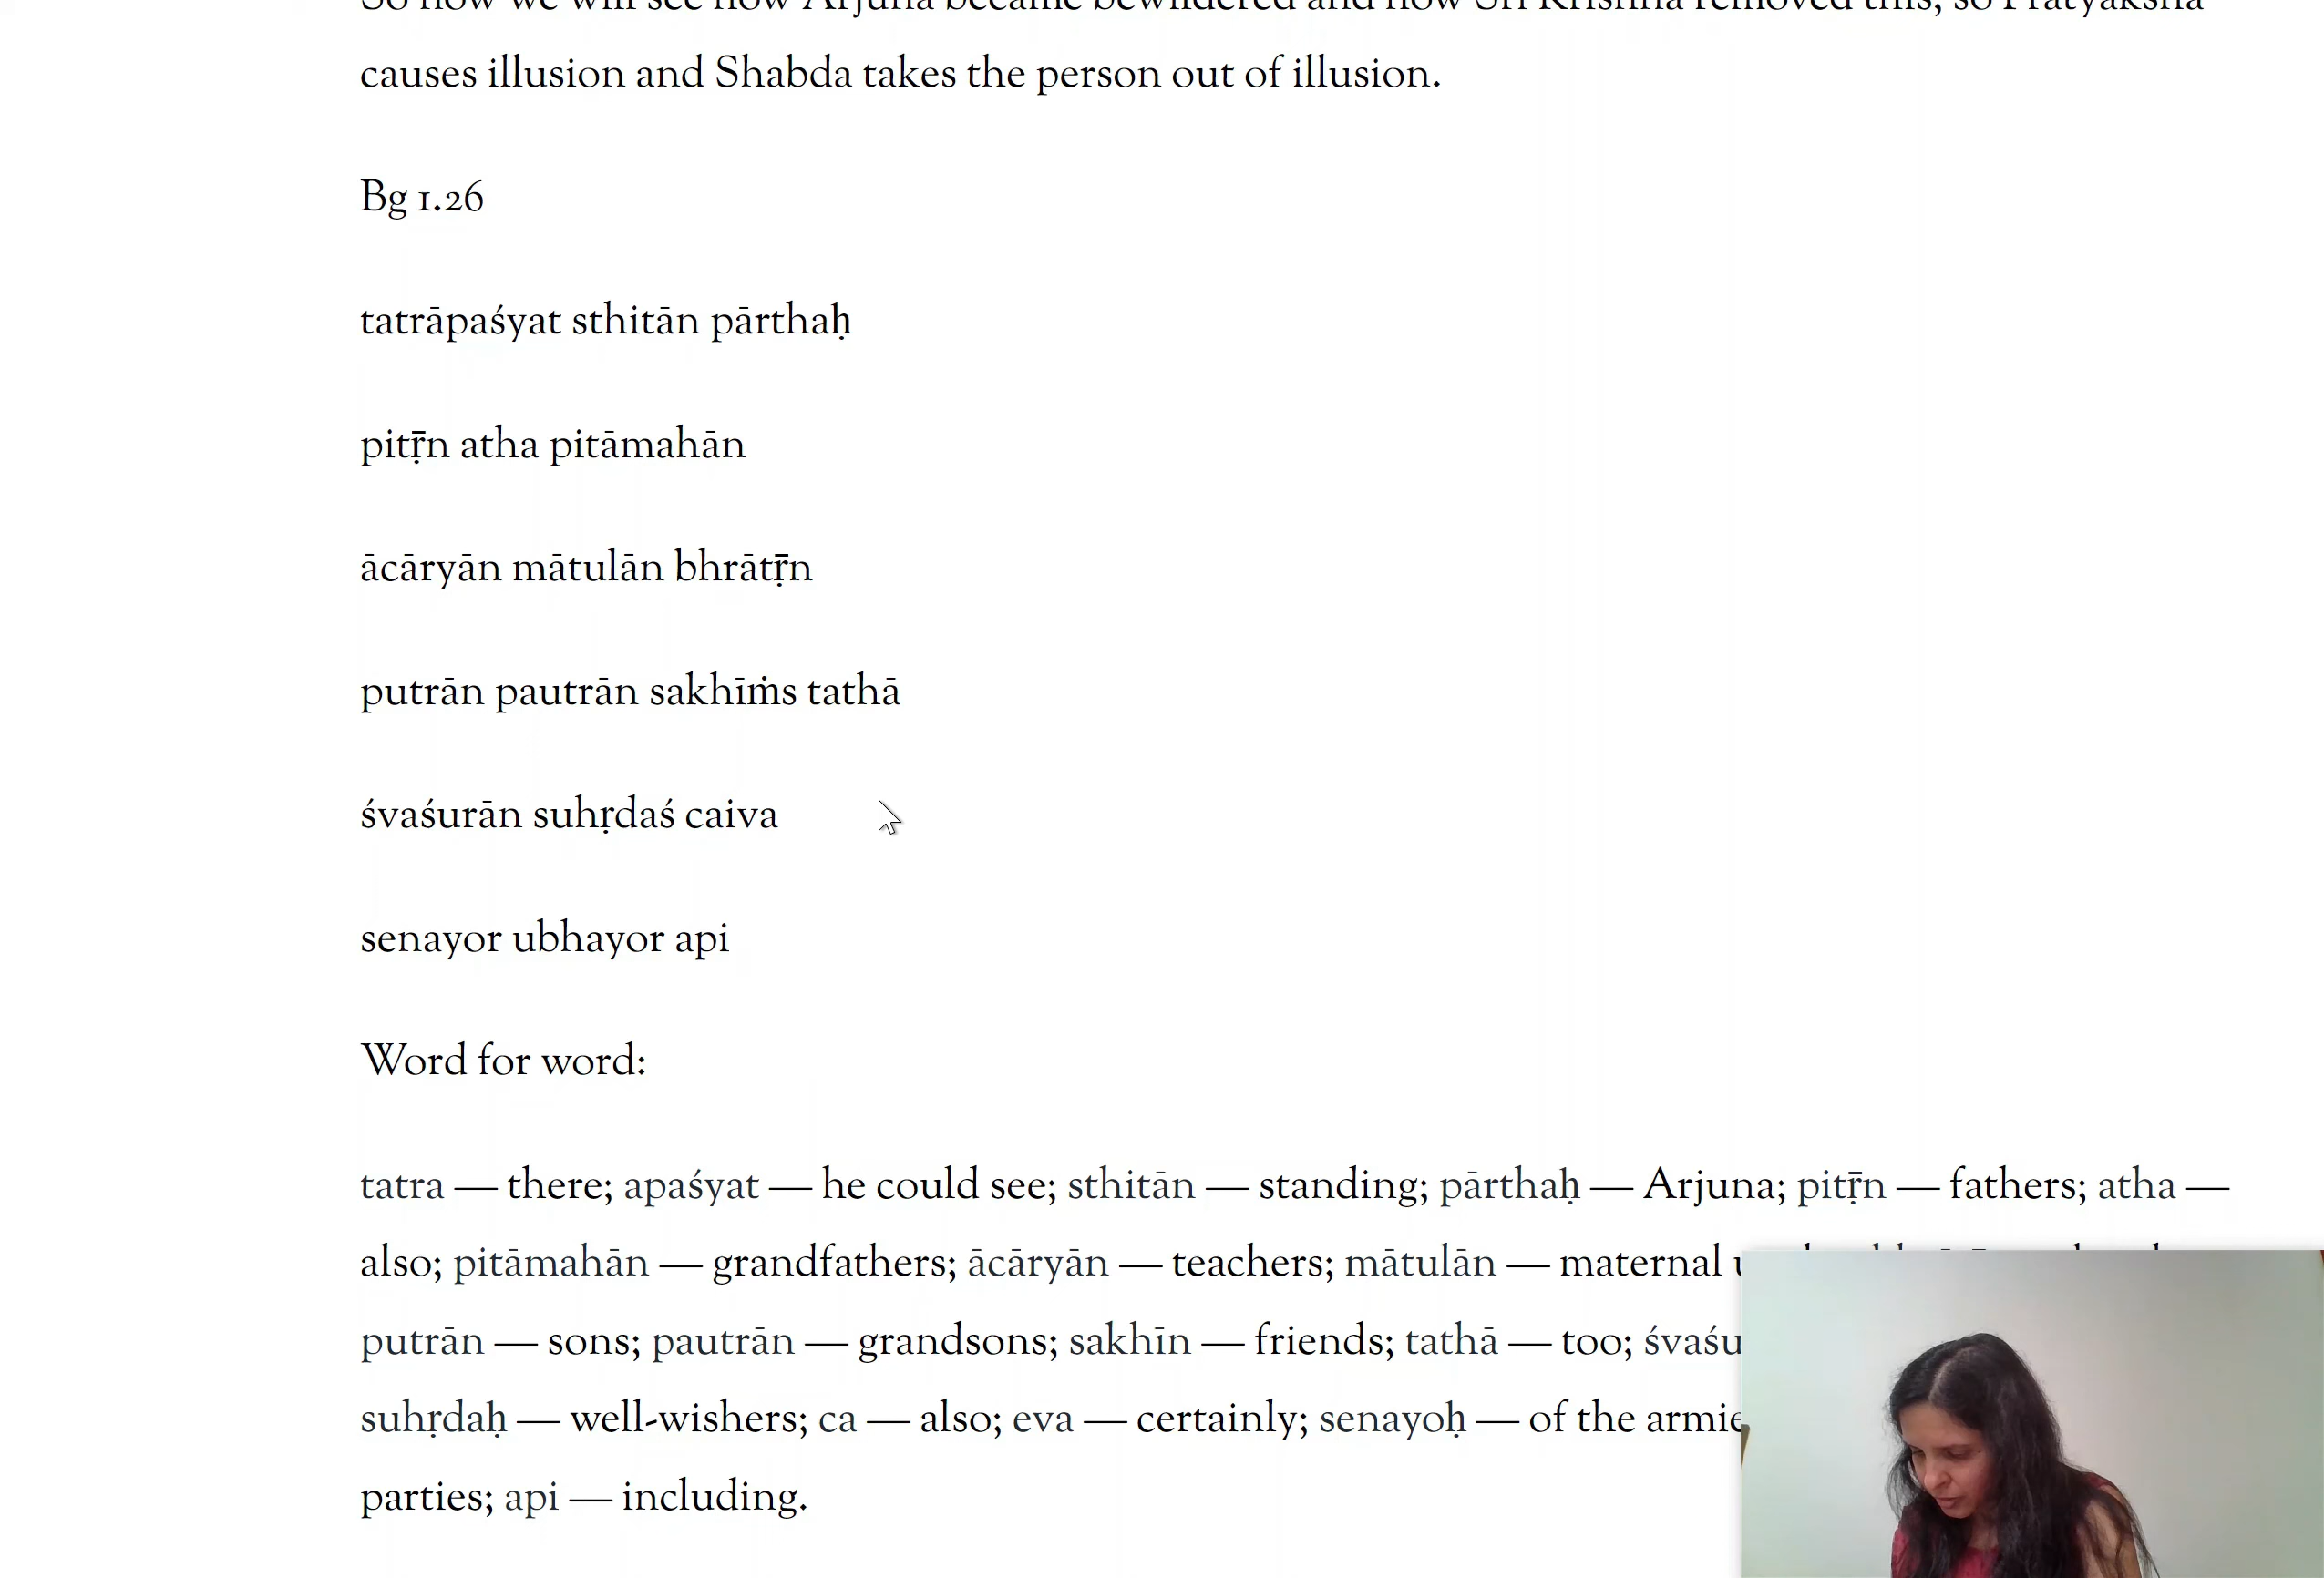 causes illusion and Shabda takes the person out of illusion.
Bg 1.26
tatrāpaśyat sthitān pārthaḥ
pitṝn atha pitāmahān
ācāryān mātulān bhrātṝn
putrān pautrān sakhīṁs tathā
śvaśurān suhṛdaś caiva
senayor ubhayor api
Word for word:
tatra — there; apaśyat — he could see; sthitān — standing; pārthaḥ — Arjuna; pitṝn — fathers; atha —
also; pitāmahān — grandfathers; ācāryān — teachers; mātulān — maternal
putrān — sons; pautrān — grandsons; sakhīn — friends; tathā — too;
suhṛdaḥ — well-wishers; ca — also; eva — certainly; senayoḥ — of the
parties; api — including.